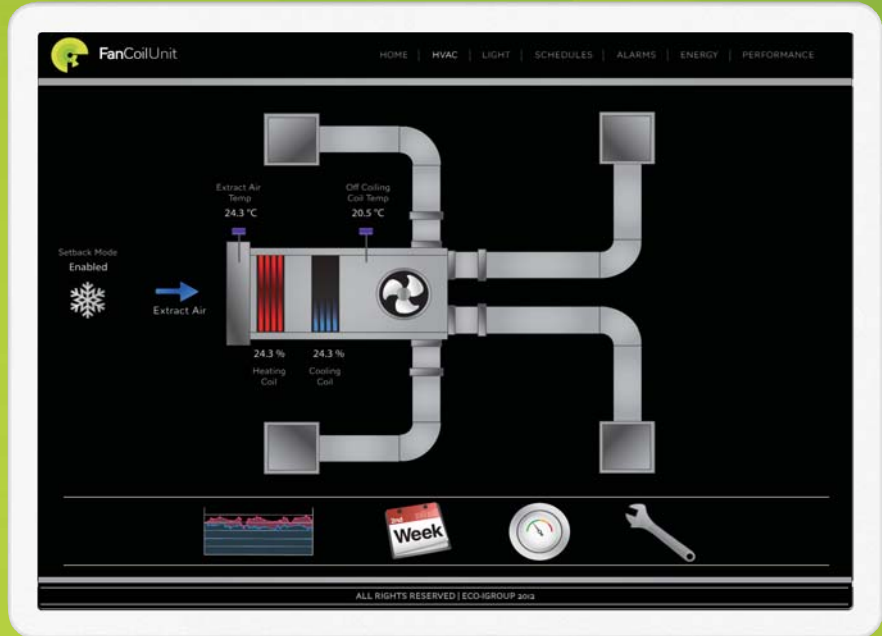 FanCoilUnit
HOME | HVAC | LIGHT | SCHEDULES | ALARMS | ENERGY | PERFORMANCE
Extract Air
Temp
24.3 °C
Off Coiling
Coil Temp
20.5 °C
Setback Mode
Enabled
Extract Air
24.3 %
Heating
Coil
24.3 %
Cooling
Coil
2nd
Week
ALL RIGHTS RESERVED | ECO-IGROUP 2012